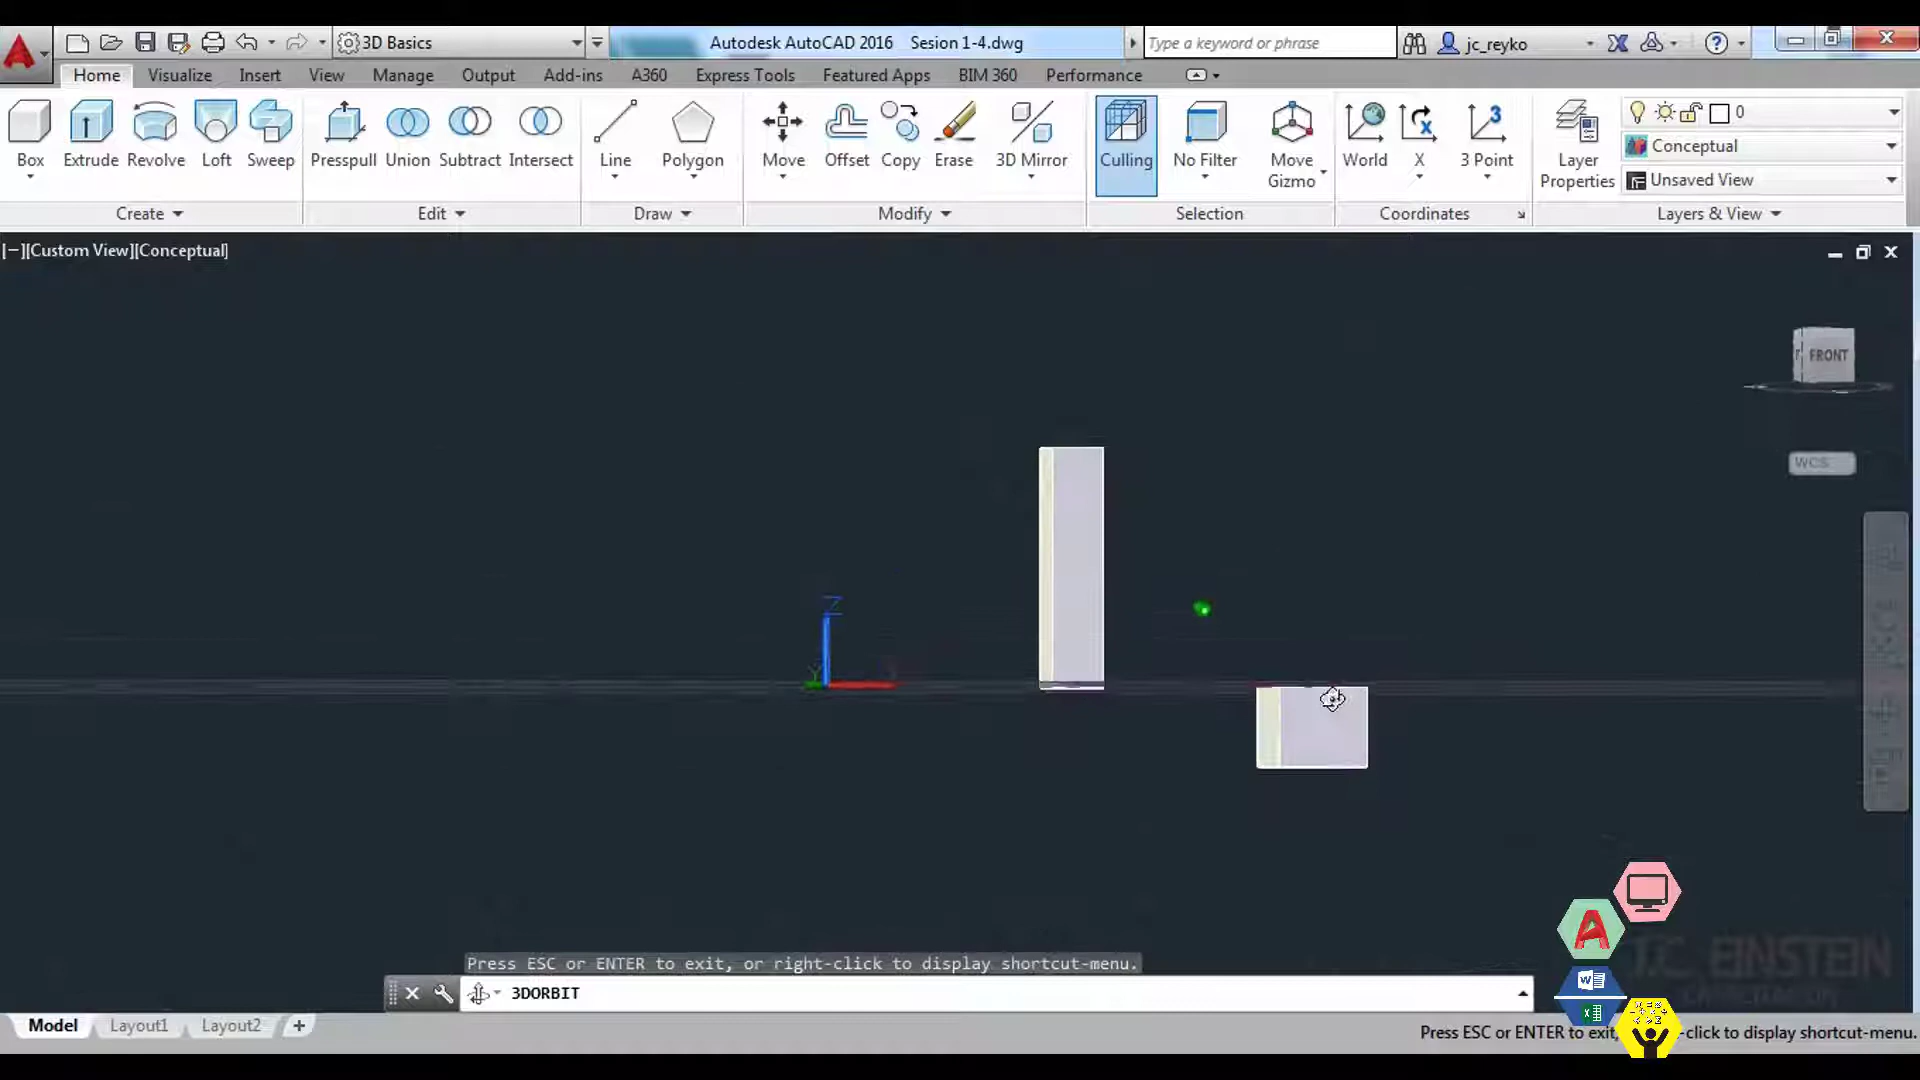 3D Basics
Autodesk AutoCAD 2016 Sesion 1-4.dwg
Type a keyword or phrase
jc_reyko
Home Visualize Insert View Manage Output Add-ins A360 Express Tools Featured Apps BIM 360 Performance
Box Extrude Revolve Loft Sweep Presspull Union Subtract Intersect Line Polygon Move Offset Copy Erase 3D Mirror Culling No Filter Move Gizmo World X 3 Point Layer Properties
0
Conceptual
Unsaved View
Create Edit Draw Modify Selection Coordinates Layers & View
[−][Custom View][Conceptual]
FRONT
WCS
Z
Y
Press ESC or ENTER to exit, or right-click to display shortcut-menu.
3DORBIT
J.C. EINSTEIN
CAPACITACION
Model Layout1 Layout2 +
Press ESC or ENTER to exit, -click to display shortcut-menu.